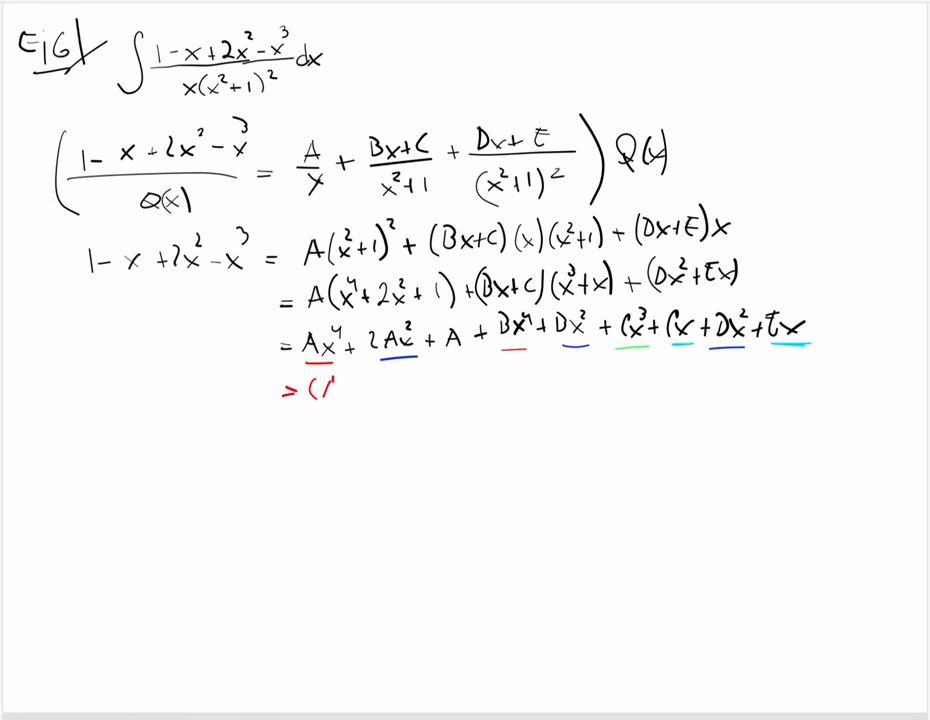 E16) ∫ (1 - x + 2x² - x³)/(x(x² + 1)²) dx
((1 - x + 2x² - x³)/Q(x) = A/x + (Bx + C)/(x² + 1) + (Dx + E)/(x² + 1)²) Q(x)
1 - x + 2x² - x³ = A(x² + 1)² + (Bx + C)(x)(x² + 1) + (Dx + E)x
= A(x⁴ + 2x² + 1) + (Bx + C)(x³ + x) + (Dx² + Ex)
= Ax⁴ + 2Ax² + A + Bx⁴ + Bx² + Cx³ + Cx + Dx² + Ex
= (